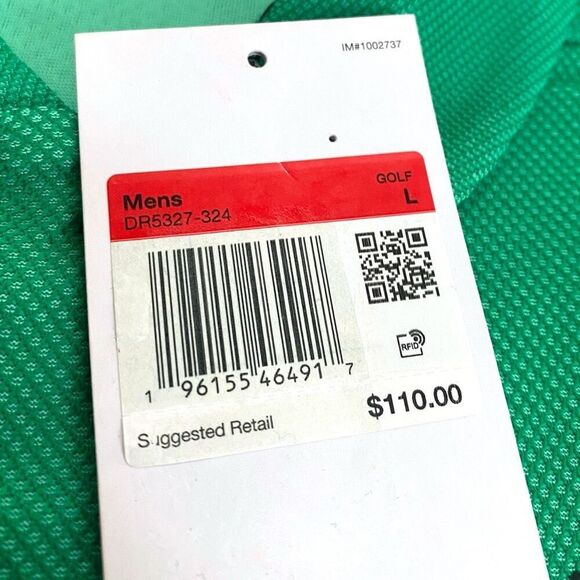 IM#1002737
Mens
GOLF
DR5327-324
L
1 96155 46491 7
RFID
$110.00
Suggested Retail